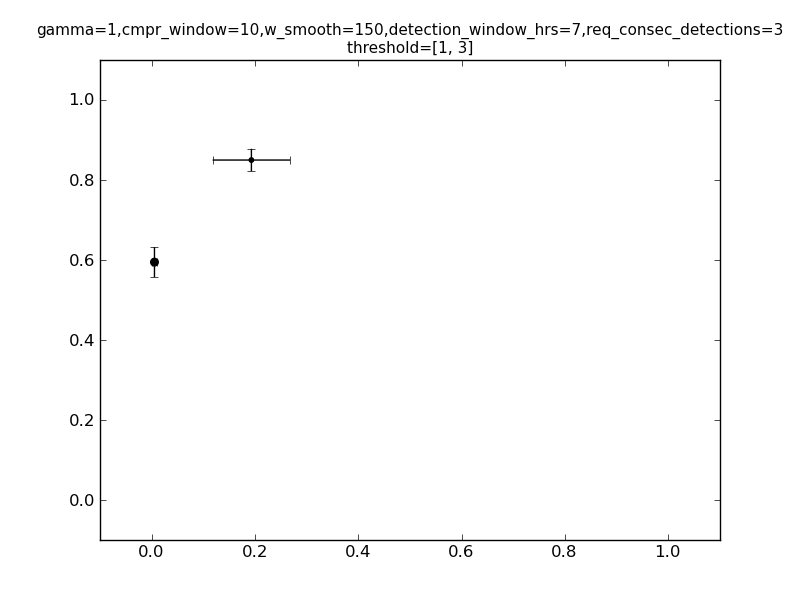 gamma=1,cmpr_window=10,w_smooth=150,detection_window_hrs=7,req_consec_detections=3
threshold=[1, 3]
1.0
0.8
0.6
0.4
0.2
0.0
0.0 0.2 0.4 0.6 0.8 1.0